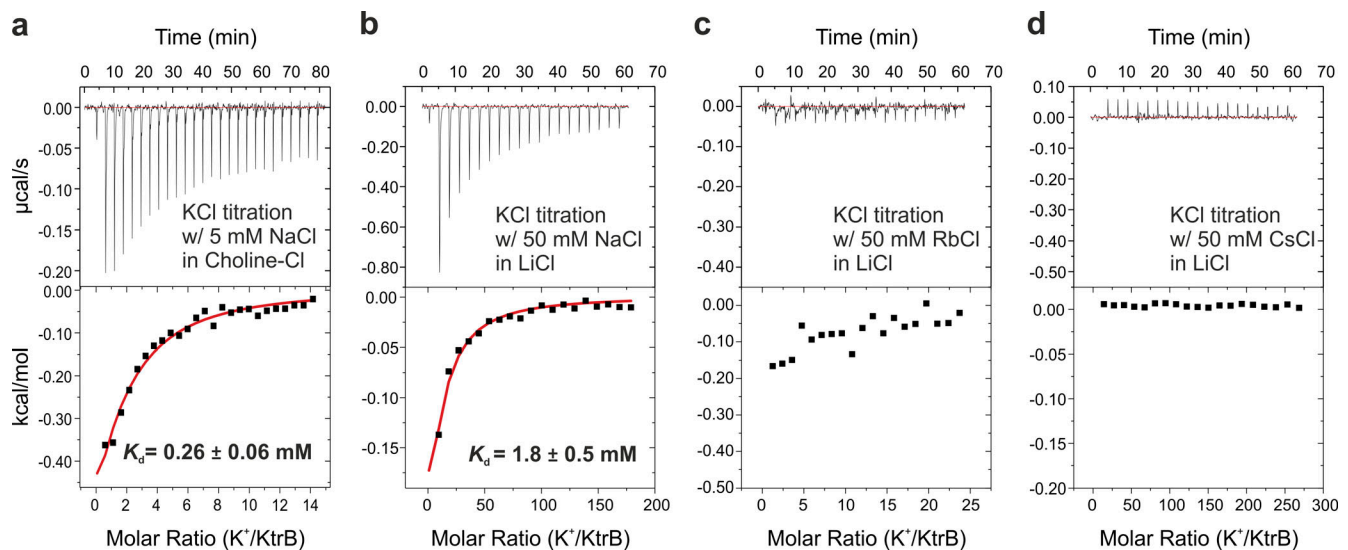 a
Time (min)
0 10 20 30 40 50 60 70 80
0.00
-0.05
-0.10
-0.15
-0.20
µcal/s
KCl titration
w/ 5 mM NaCl
in Choline-Cl
0.00
-0.10
-0.20
-0.30
-0.40
kcal/mol
Kd = 0.26 ± 0.06 mM
0 2 4 6 8 10 12 14
Molar Ratio (K+/KtrB)
b
Time (min)
0 10 20 30 40 50 60 70
0.00
-0.20
-0.40
-0.60
-0.80
KCl titration
w/ 50 mM NaCl
in LiCl
0.00
-0.05
-0.10
-0.15
Kd = 1.8 ± 0.5 mM
0 50 100 150 200
Molar Ratio (K+/KtrB)
c
Time (min)
0 10 20 30 40 50 60 70
0.00
-0.10
-0.20
-0.30
-0.40
KCl titration
w/ 50 mM RbCl
in LiCl
0.00
-0.10
-0.20
-0.30
-0.40
-0.50
0 5 10 15 20 25 30
Molar Ratio (K+/KtrB)
d
Time (min)
0 10 20 30 40 50 60 70
0.10
0.00
-0.10
-0.20
-0.30
-0.40
-0.50
KCl titration
w/ 50 mM CsCl
in LiCl
0.00
-0.05
-0.10
-0.15
-0.20
0 50 100 150 200 250 300
Molar Ratio (K+/KtrB)